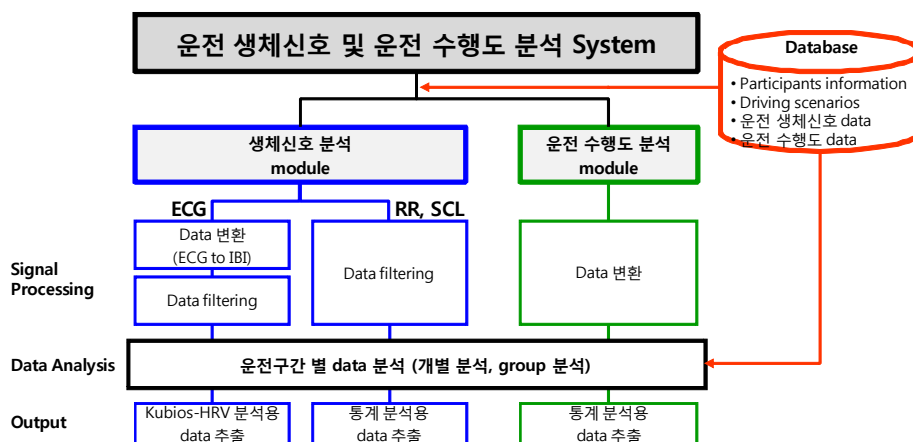 운전 생체신호 및 운전 수행도 분석 System
Database
• Participants information
• Driving scenarios
• 운전 생체신호 data
• 운전 수행도 data
생체신호 분석
module
운전 수행도 분석
module
ECG
RR, SCL
Signal
Processing
Data 변환
(ECG to IBI)
Data filtering
Data filtering
Data 변환
Data Analysis
운전구간 별 data 분석 (개별 분석, group 분석)
Output
Kubios-HRV 분석용
data 추출
통계 분석용
data 추출
통계 분석용
data 추출